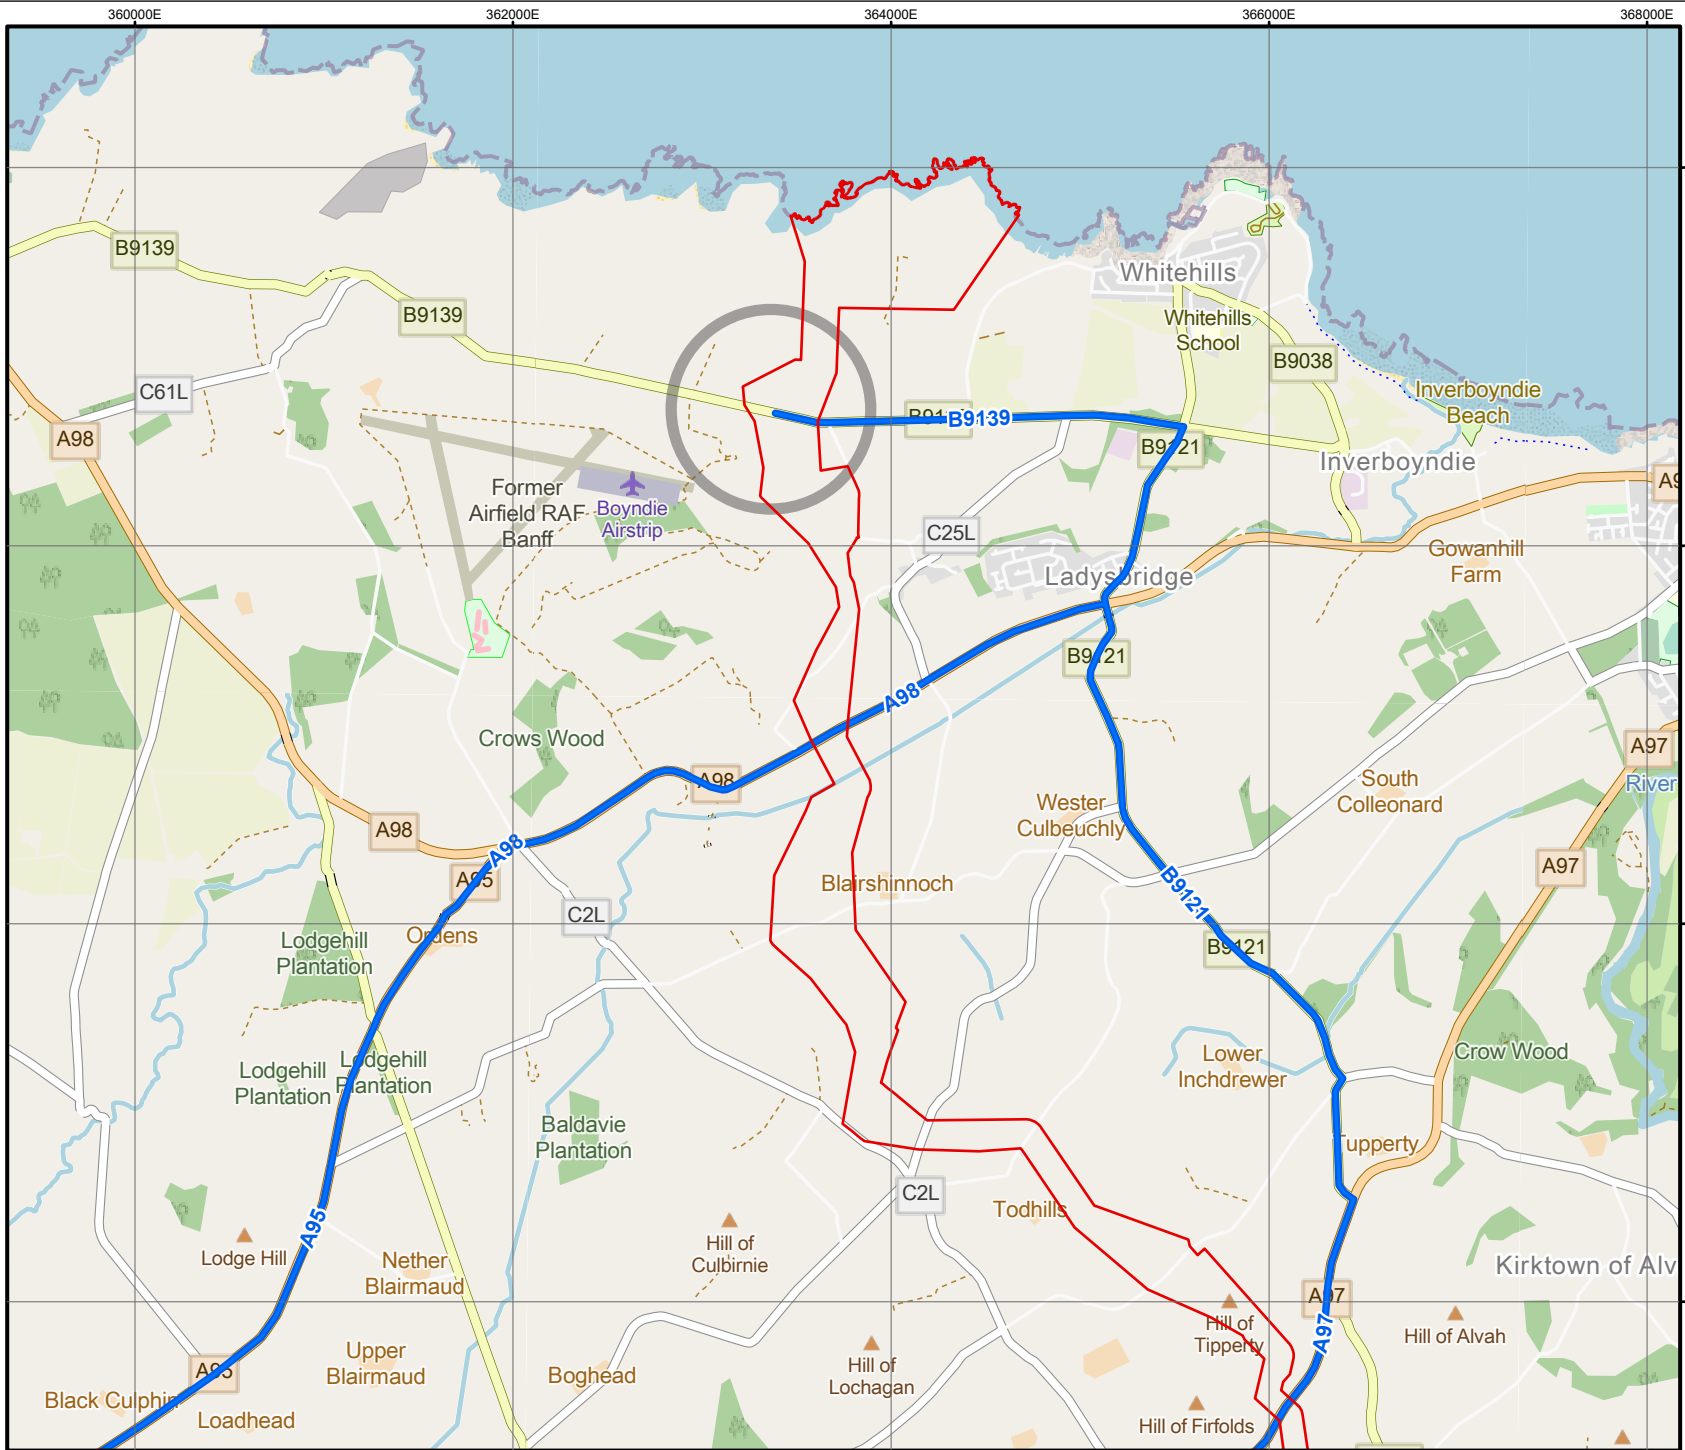 360000E
362000E
364000E
366000E
368000E
B9139
Whitehills
B9139
Whitehills
School
B9038
C61L
Inverboyndie
Beach
A98
B9139
B9121
Inverboyndie
Former
Airfield RAF
Banff
Boyndie
Airstrip
C25L
Gowanhill
Farm
Ladysbridge
B9121
A98
Crows Wood
A97
A98
South
Colleonard
River
Wester
Culbeuchly
A98
A98
A97
A95
Blairshinnoch
B9121
C2L
Ordens
Lodgehill
Plantation
B9121
Lodgehill
Plantation
Lodgehill
Plantation
Lower
Inchdrewer
Crow Wood
Baldavie
Plantation
Tupperty
C2L
Todhills
A95
Lodge Hill
Hill of
Culbirnie
Nether
Blairmaud
Kirktown of Alv
A97
Hill of
Tipperty
A97
Hill of Alvah
Upper
Blairmaud
Hill of
Lochagan
A95
Boghead
Black Culphin
Loadhead
Hill of Firfolds